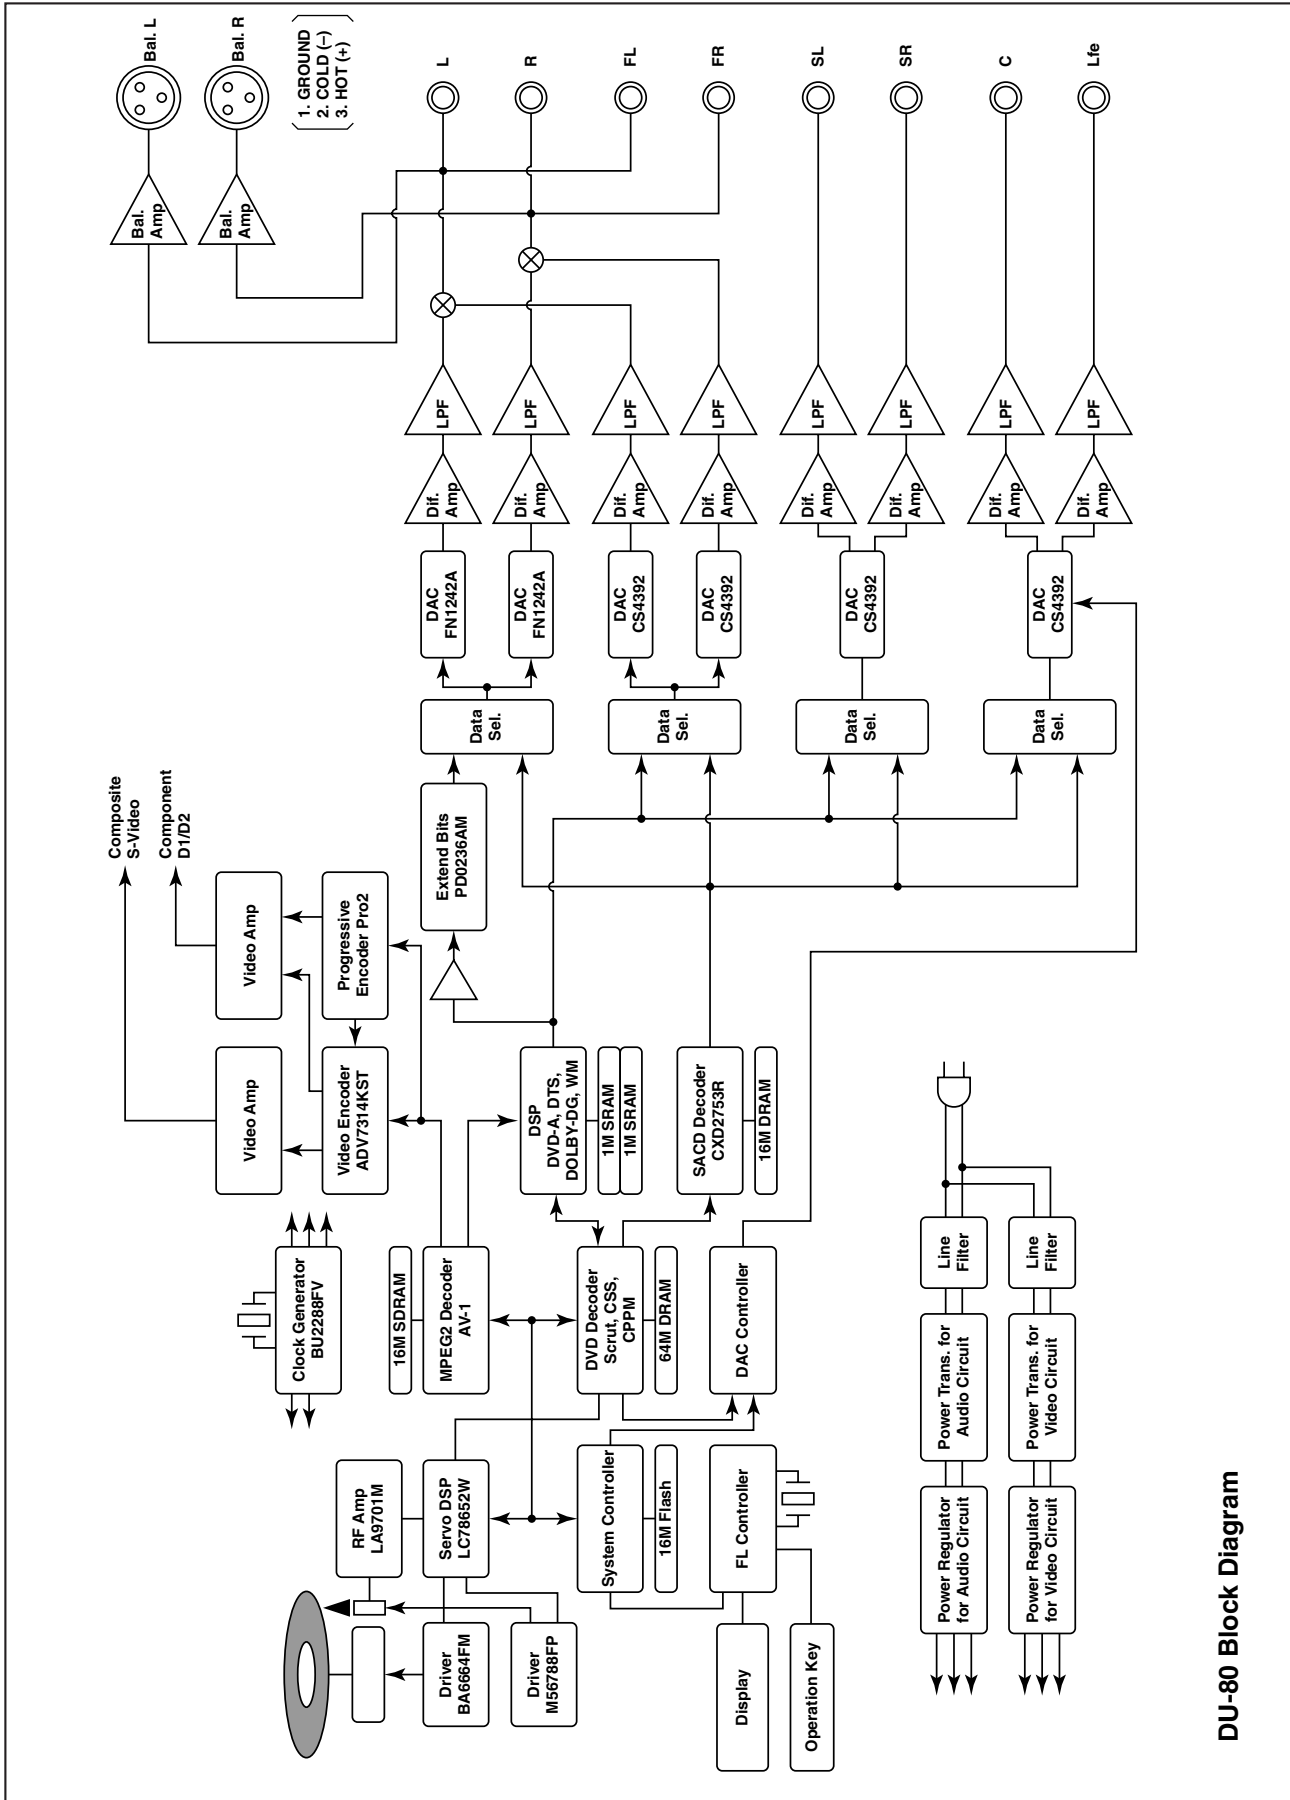 Bal. L
Bal. R
1. GROUND
2. COLD (–)
3. HOT (+)
L
R
FL
FR
SL
SR
C
Lfe
Bal.
Amp
Bal.
Amp
LPF
LPF
LPF
LPF
LPF
LPF
LPF
LPF
Dif.
Amp
Dif.
Amp
Dif.
Amp
Dif.
Amp
Dif.
Amp
Dif.
Amp
Dif.
Amp
Dif.
Amp
DAC
FN1242A
DAC
FN1242A
DAC
CS4392
DAC
CS4392
DAC
CS4392
DAC
CS4392
Data
Sel.
Data
Sel.
Data
Sel.
Data
Sel.
Composite
S-Video
Component
D1/D2
Extend Bits
PD0236AM
Video Amp
Progressive
Encoder Pro2
Video Amp
Video Encoder
ADV7314KST
DSP
DVD-A, DTS,
DOLBY-DG, WM
1M SRAM
1M SRAM
SACD Decoder
CXD2753R
16M DRAM
Clock Generator
BU2288FV
16M SDRAM
MPEG2 Decoder
AV-1
DVD Decoder
Scrut, CSS,
CPPM
64M DRAM
DAC Controller
Line
Filter
Line
Filter
Power Trans. for
Audio Circuit
Power Trans. for
Video Circuit
RF Amp
LA9701M
Servo DSP
LC78652W
System Controller
16M Flash
FL Controller
Power Regulator
for Audio Circuit
Power Regulator
for Video Circuit
Driver
BA6664FM
Driver
M56788FP
Display
Operation Key
DU-80 Block Diagram